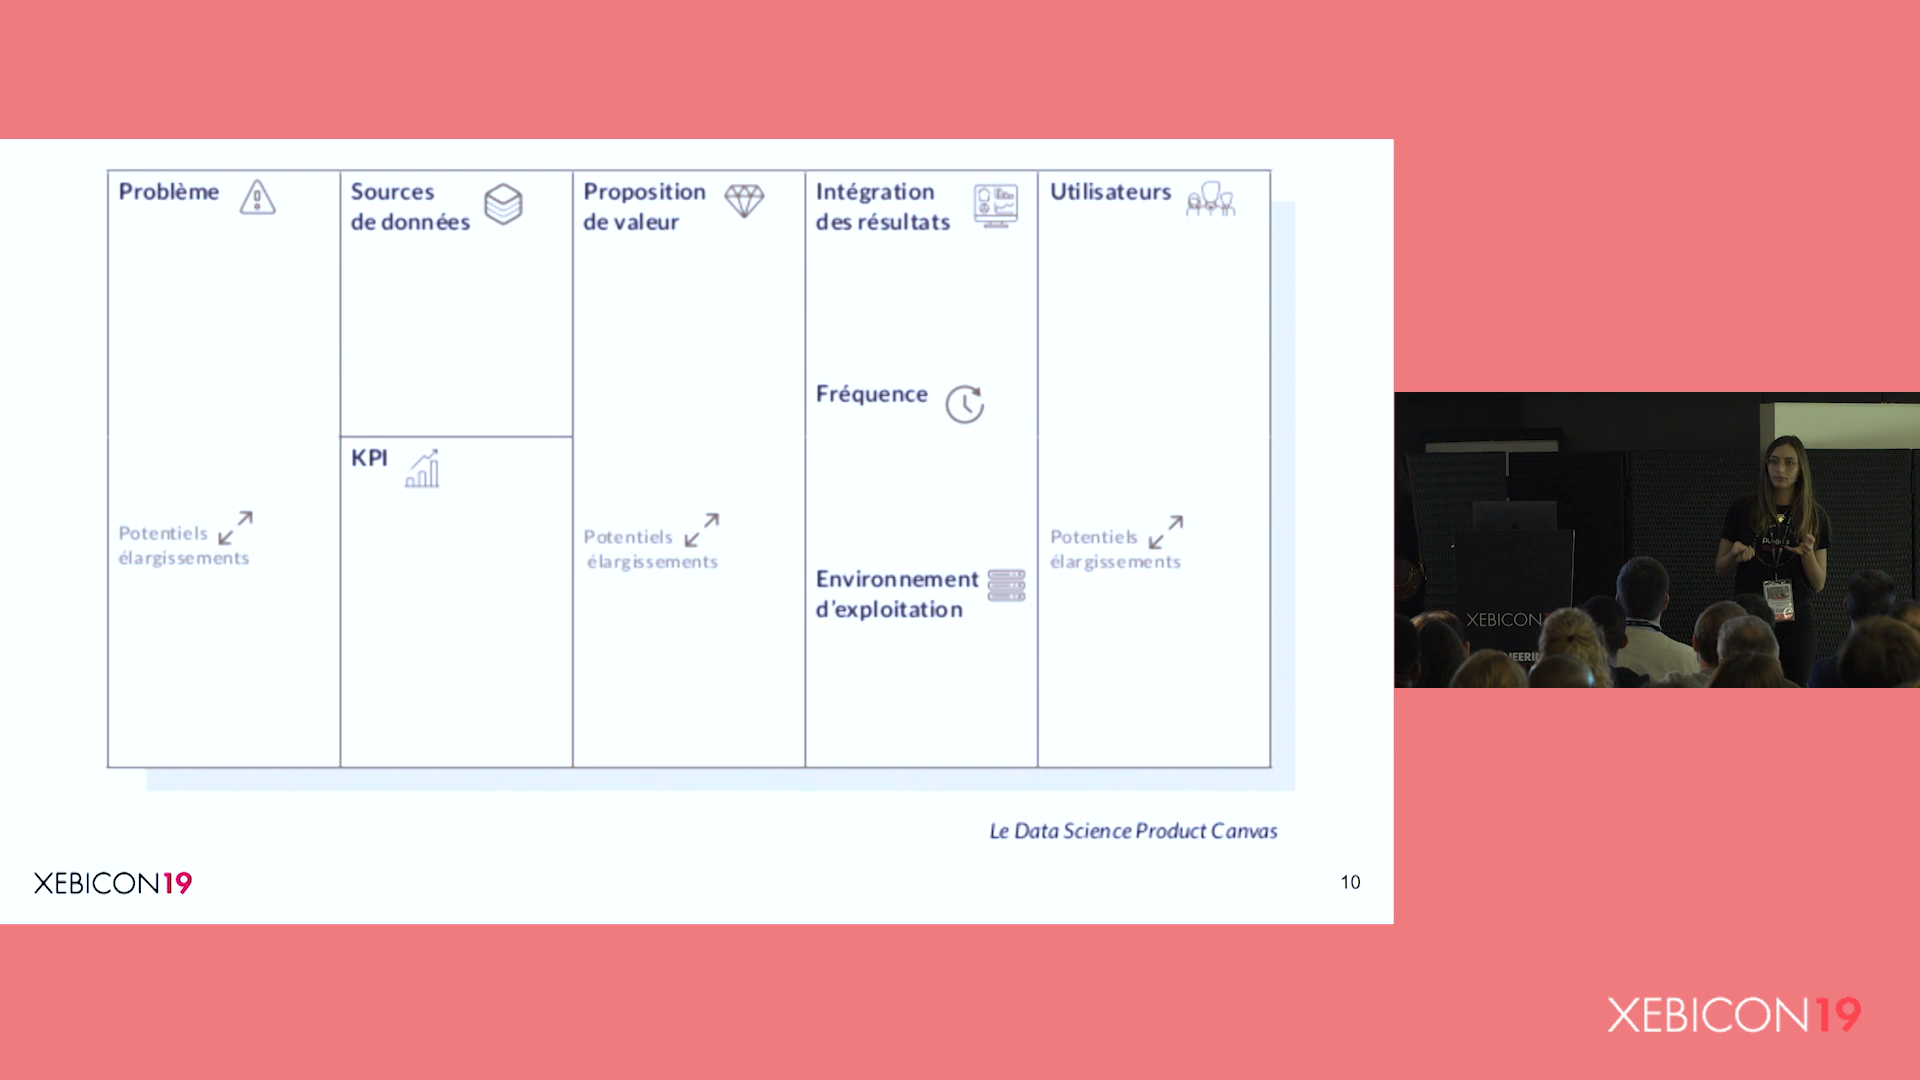 Problème
Potentiels
élargissements
Sources
de données
KPI
Proposition
de valeur
Potentiels
élargissements
Intégration
des résultats
Fréquence
Environnement
d'exploitation
Utilisateurs
Potentiels
élargissements
Le Data Science Product Canvas
XEBICON19
10
XEBICON
XEBICON19